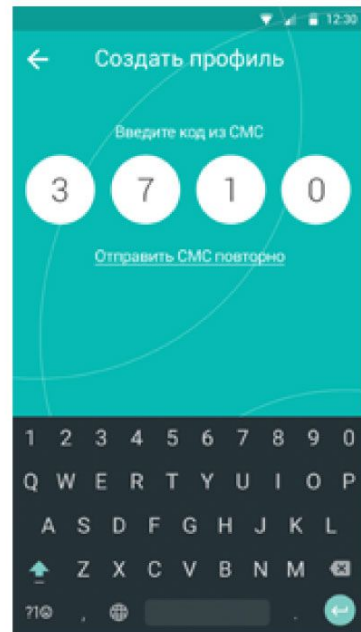 12:30
Создать профиль
Введите код из СМС
3 7 1 0
Отправить СМС повторно
1 2 3 4 5 6 7 8 9 0
Q W E R T Y U I O P
A S D F G H J K L
Z X C V B N M
?1☺ , .